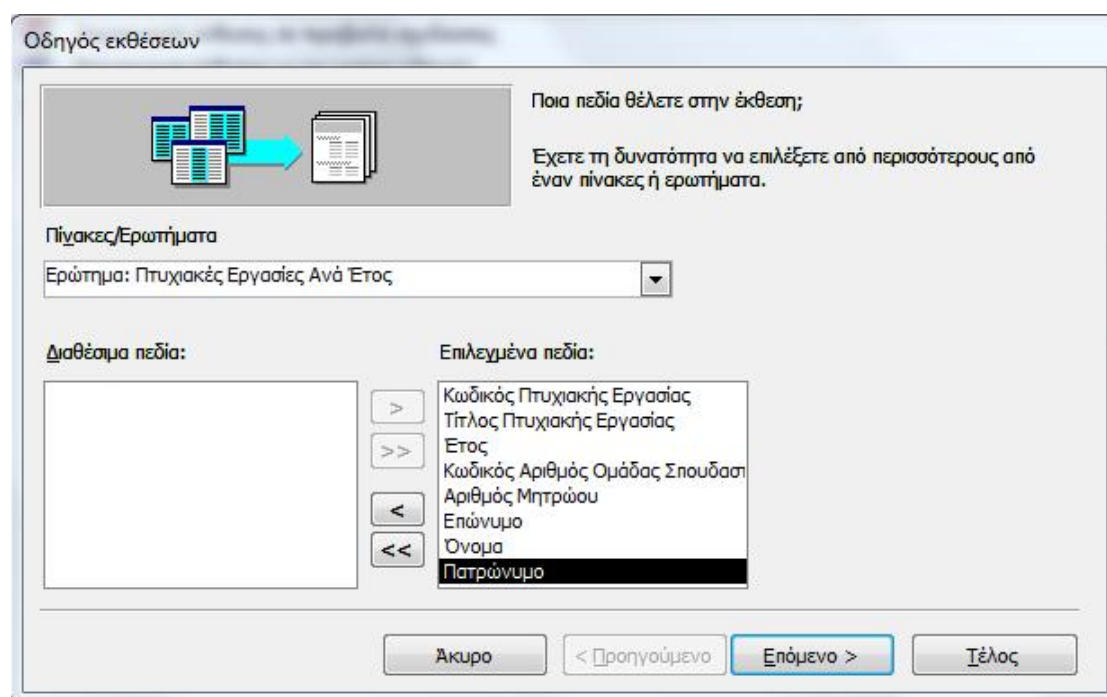 Οδηγός εκθέσεων
Ποια πεδία θέλετε στην έκθεση;
Έχετε τη δυνατότητα να επιλέξετε από περισσότερους από
έναν πίνακες ή ερωτήματα.
Πίνακες/Ερωτήματα
Ερώτημα: Πτυχιακές Εργασίες Ανά Έτος
Διαθέσιμα πεδία:
Επιλεγμένα πεδία:
Κωδικός Πτυχιακής Εργασίας
Τίτλος Πτυχιακής Εργασίας
Έτος
Κωδικός Αριθμός Ομάδας Σπουδαστ
Αριθμός Μητρώου
Επώνυμο
Όνομα
Πατρώνυμο
>
>>
<
<<
Άκυρο
< Προηγούμενο
Επόμενο >
Τέλος